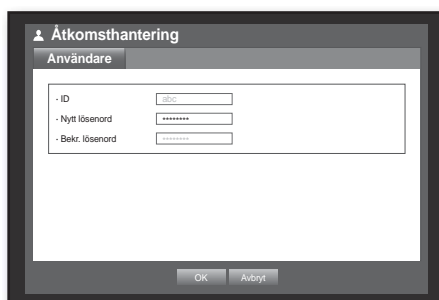 Åtkomsthantering
Användare
- ID abc
- Nytt lösenord ********
- Bekr. lösenord ********
OK Avbryt